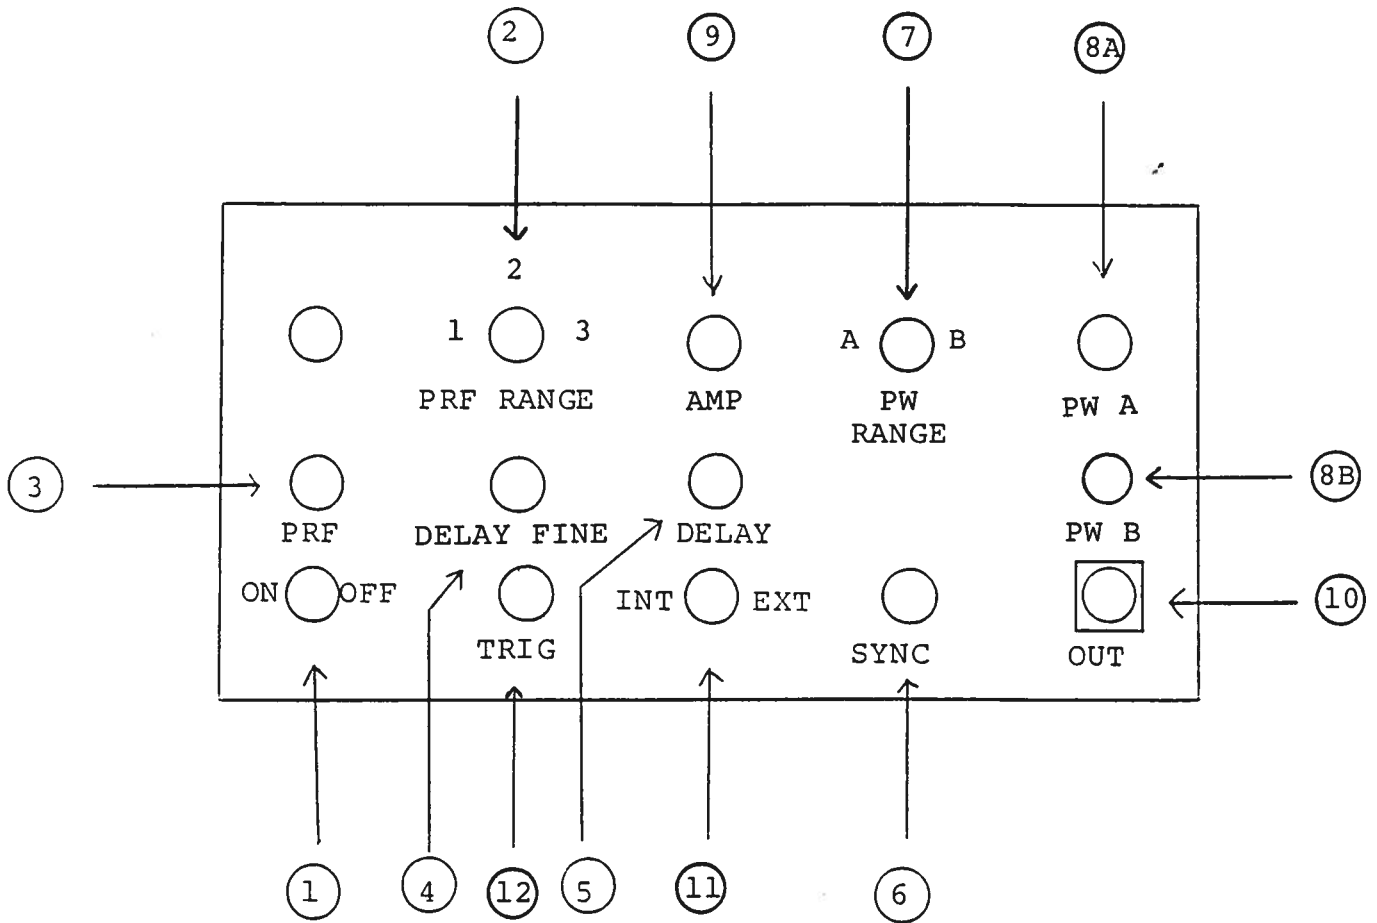 2 9 7 8A
2
1 3 A B
PRF RANGE AMP PW PW A
RANGE
3 8B
PRF DELAY FINE DELAY PW B
ON OFF INT EXT 10
TRIG SYNC OUT
1 4 12 5 11 6